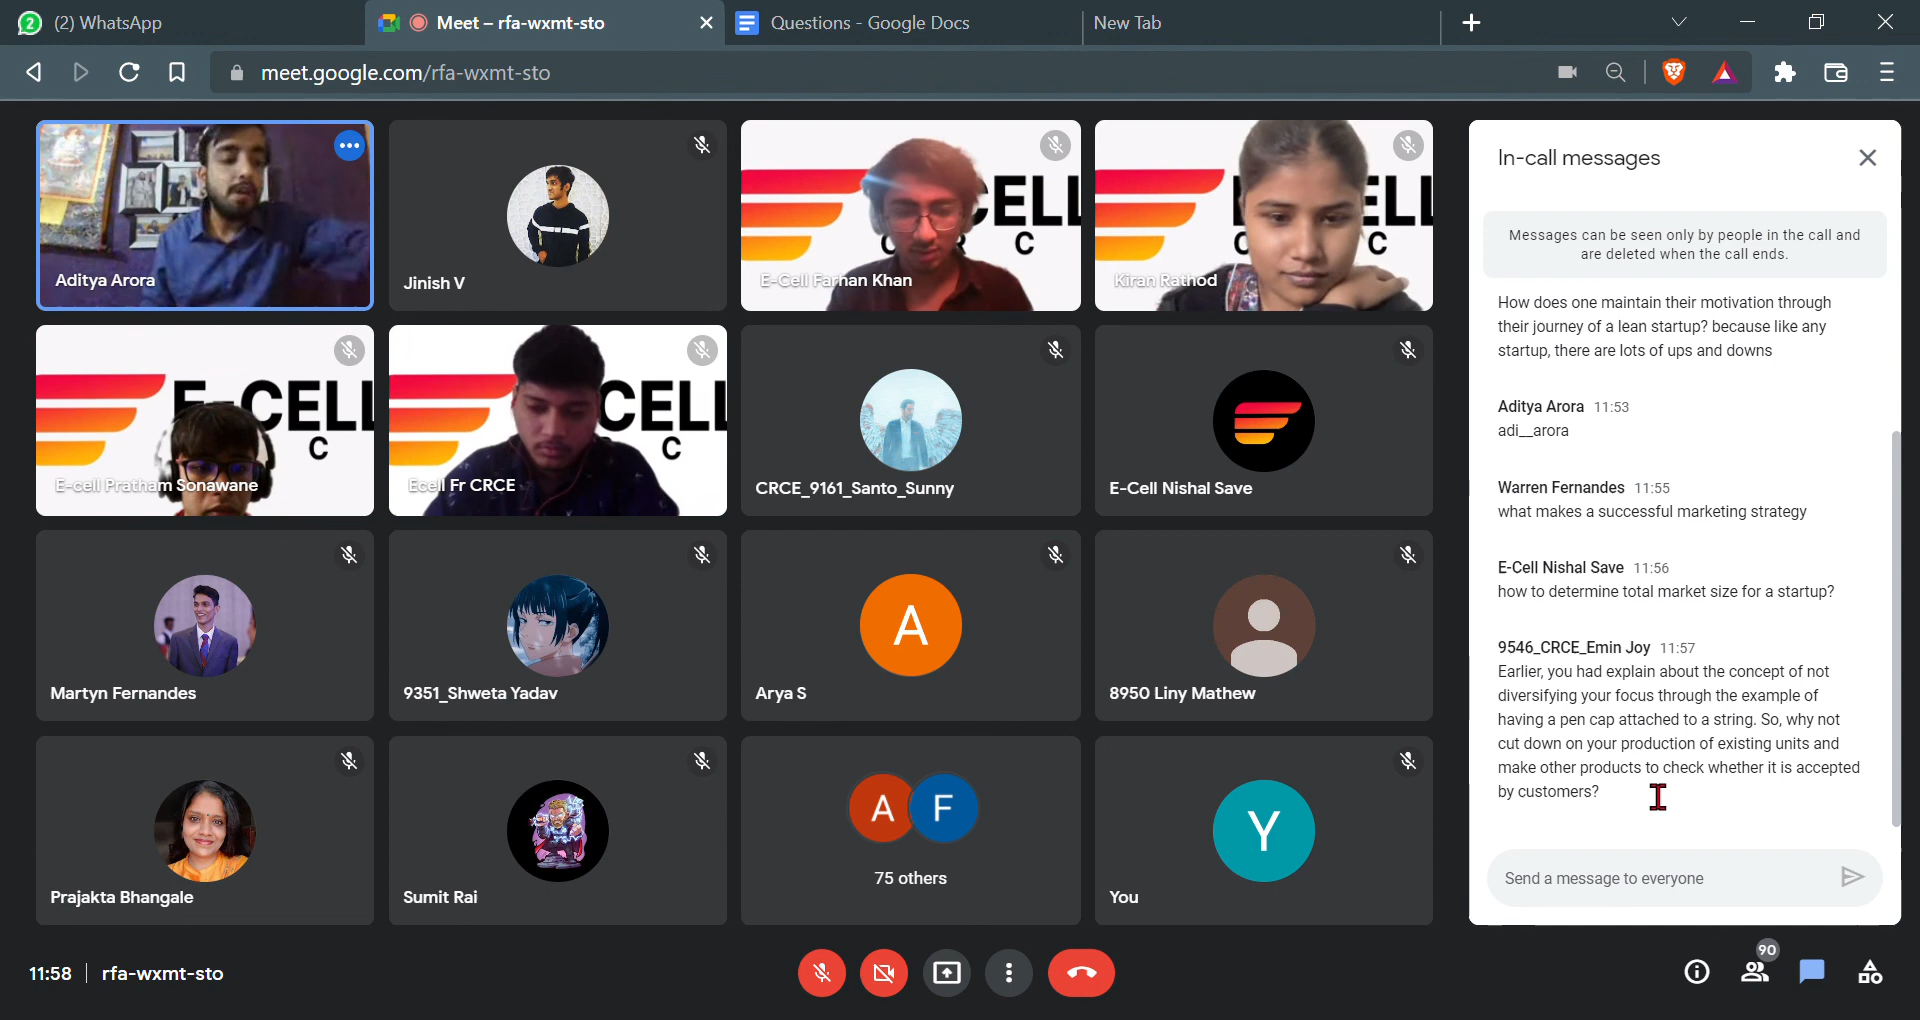 (2) WhatsApp
Meet – rfa-wxmt-sto
Questions - Google Docs
New Tab
meet.google.com/rfa-wxmt-sto
Aditya Arora
Jinish V
CELL
C
E-Cell Farhan Khan
ELL
C
Kiran Rathod
E-CELL
C
E-cell Pratham Sonawane
CELL
C
Ecell Fr CRCE
CRCE_9161_Santo_Sunny
E-Cell Nishal Save
Martyn Fernandes
9351_Shweta Yadav
A
Arya S
8950 Liny Mathew
Prajakta Bhangale
Sumit Rai
A F
75 others
Y
You
In-call messages
Messages can be seen only by people in the call and
are deleted when the call ends.
How does one maintain their motivation through
their journey of a lean startup? because like any
startup, there are lots of ups and downs
Aditya Arora 11:53
adi__arora
Warren Fernandes 11:55
what makes a successful marketing strategy
E-Cell Nishal Save 11:56
how to determine total market size for a startup?
9546_CRCE_Emin Joy 11:57
Earlier, you had explain about the concept of not
diversifying your focus through the example of
having a pen cap attached to a string. So, why not
cut down on your production of existing units and
make other products to check whether it is accepted
by customers?
Send a message to everyone
11:58
rfa-wxmt-sto
90